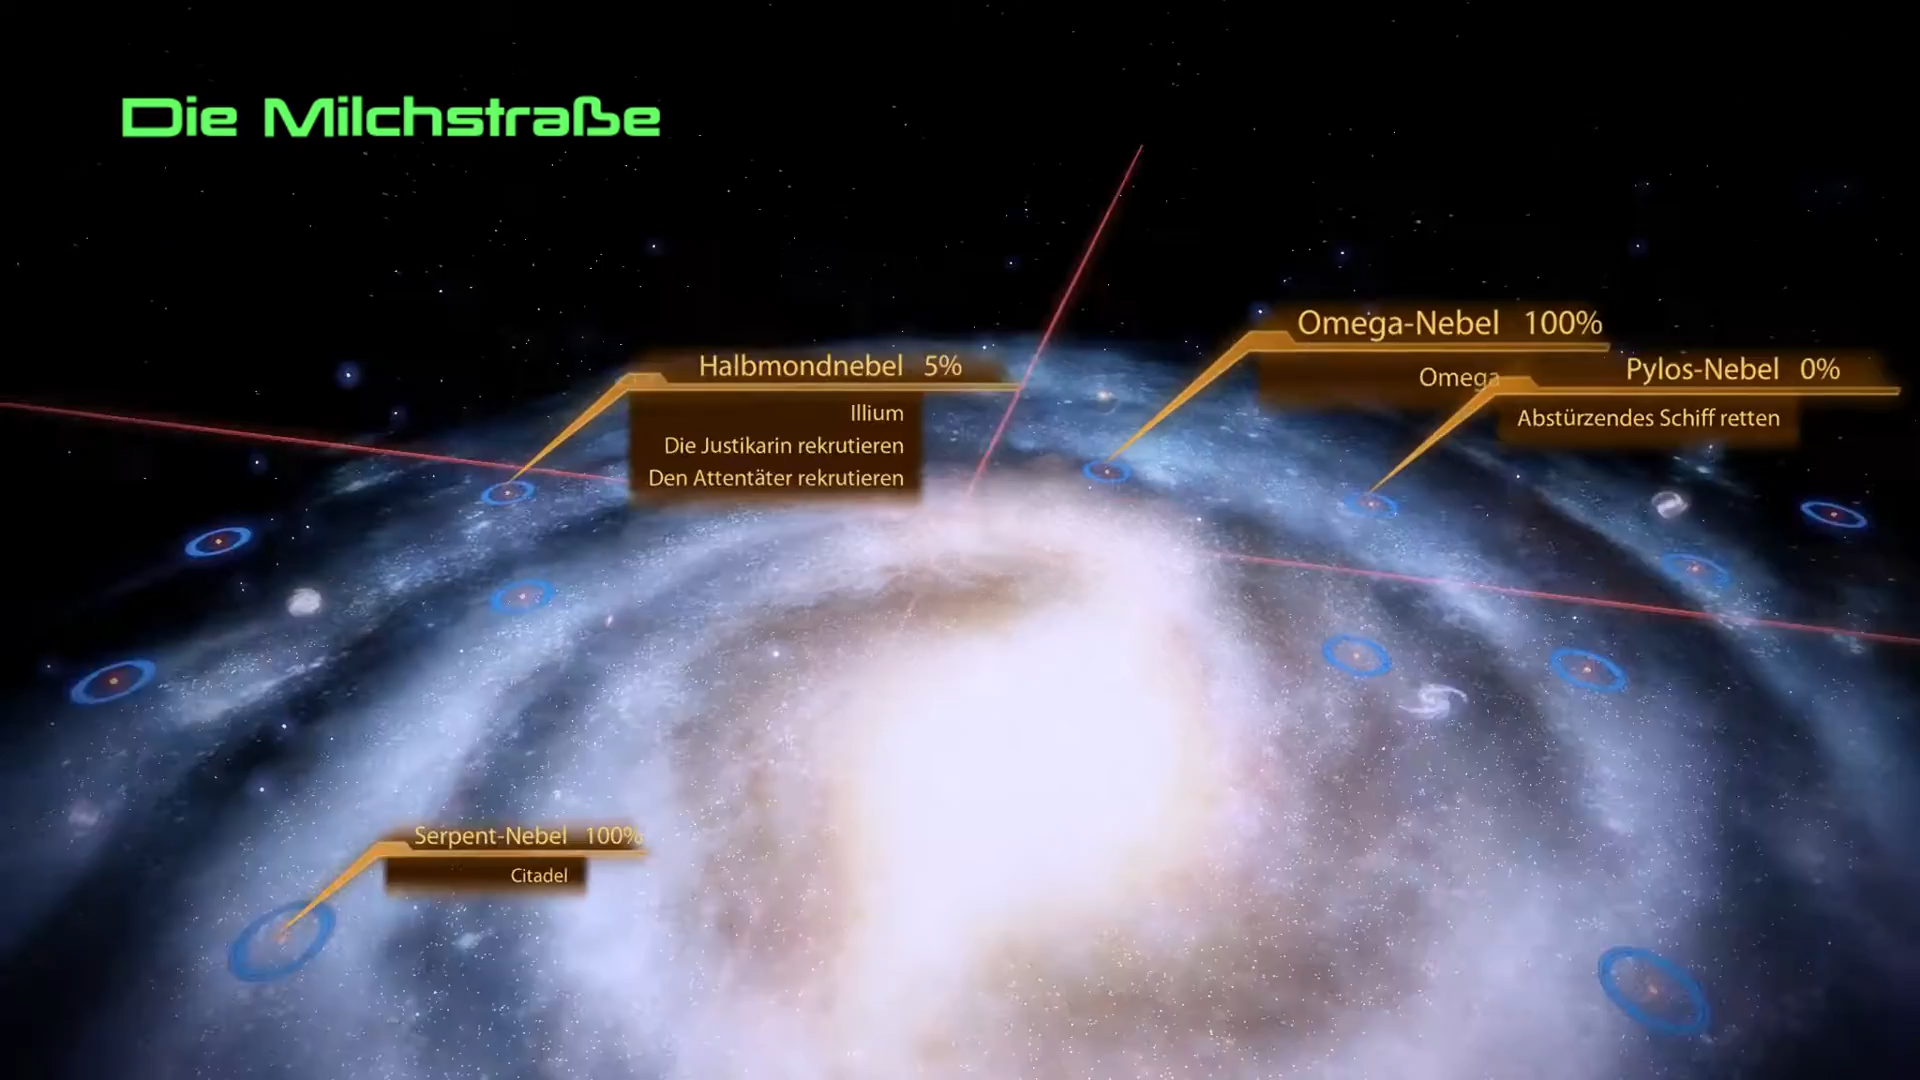 Die Milchstraße
Omega-Nebel 100%
Omega
Halbmondnebel 5%
Illium
Die Justikarin rekrutieren
Den Attentäter rekrutieren
Pylos-Nebel 0%
Abstürzendes Schiff retten
Serpent-Nebel 100%
Citadel